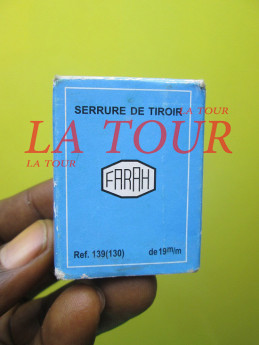 SERRURE DE TIROIR
LA TOUR
LA TOUR
LA TOUR
FARAH
Ref. 139(130) de 19m/m